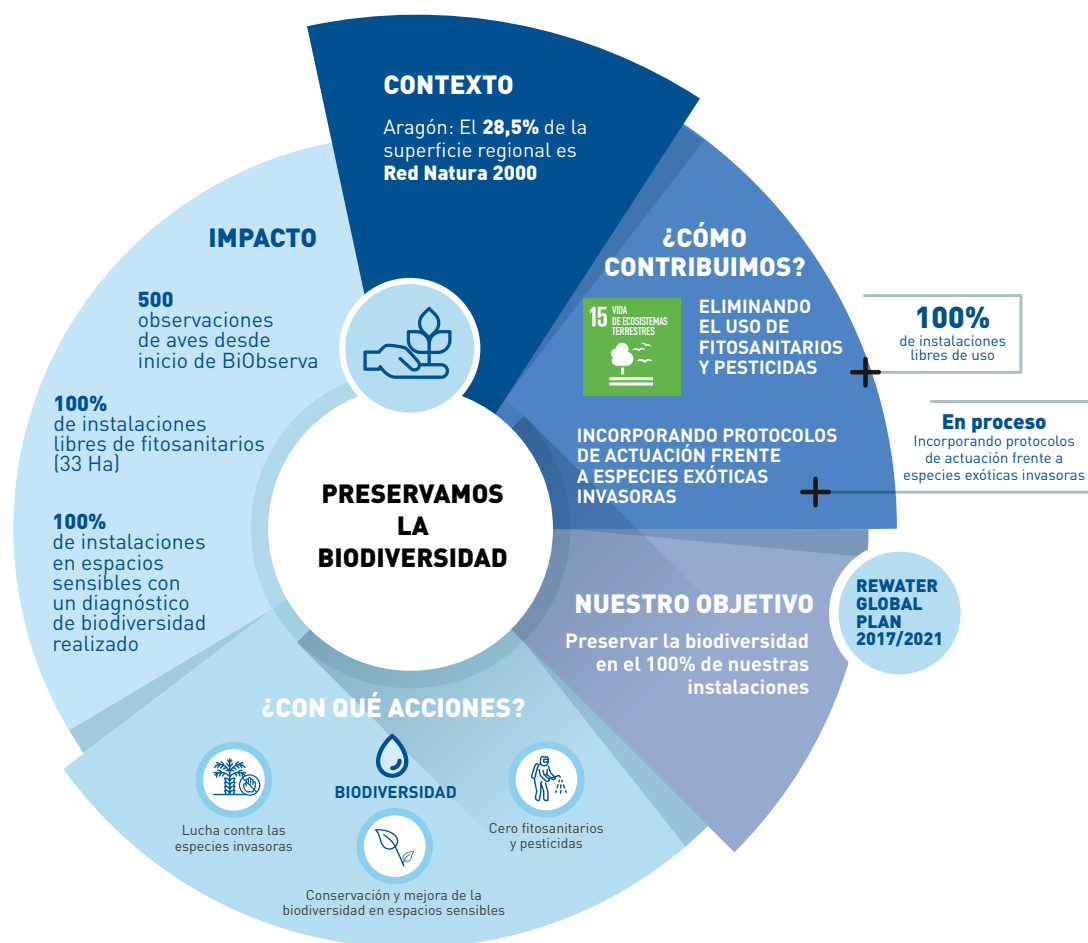 CONTEXTO
Aragón: El 28,5% de la
superficie regional es
Red Natura 2000
¿CÓMO
CONTRIBUIMOS?
15 VIDA
DE ECOSISTEMAS
TERRESTRES
ELIMINANDO
EL USO DE
FITOSANITARIOS
Y PESTICIDAS
100%
de instalaciones
libres de uso
INCORPORANDO PROTOCOLOS
DE ACTUACIÓN FRENTE
A ESPECIES EXÓTICAS
INVASORAS
En proceso
Incorporando protocolos
de actuación frente a
especies exóticas invasoras
NUESTRO OBJETIVO
Preservar la biodiversidad
en el 100% de nuestras
instalaciones
REWATER
GLOBAL
PLAN
2017/2021
¿CON QUÉ ACCIONES?
BIODIVERSIDAD
Lucha contra las
especies invasoras
Conservación y mejora de la
biodiversidad en espacios sensibles
Cero fitosanitarios
y pesticidas
IMPACTO
500
observaciones
de aves desde
inicio de BiObserva
100%
de instalaciones
libres de fitosanitarios
(33 Ha)
100%
de instalaciones
en espacios
sensibles con
un diagnóstico
de biodiversidad
realizado
PRESERVAMOS
LA
BIODIVERSIDAD